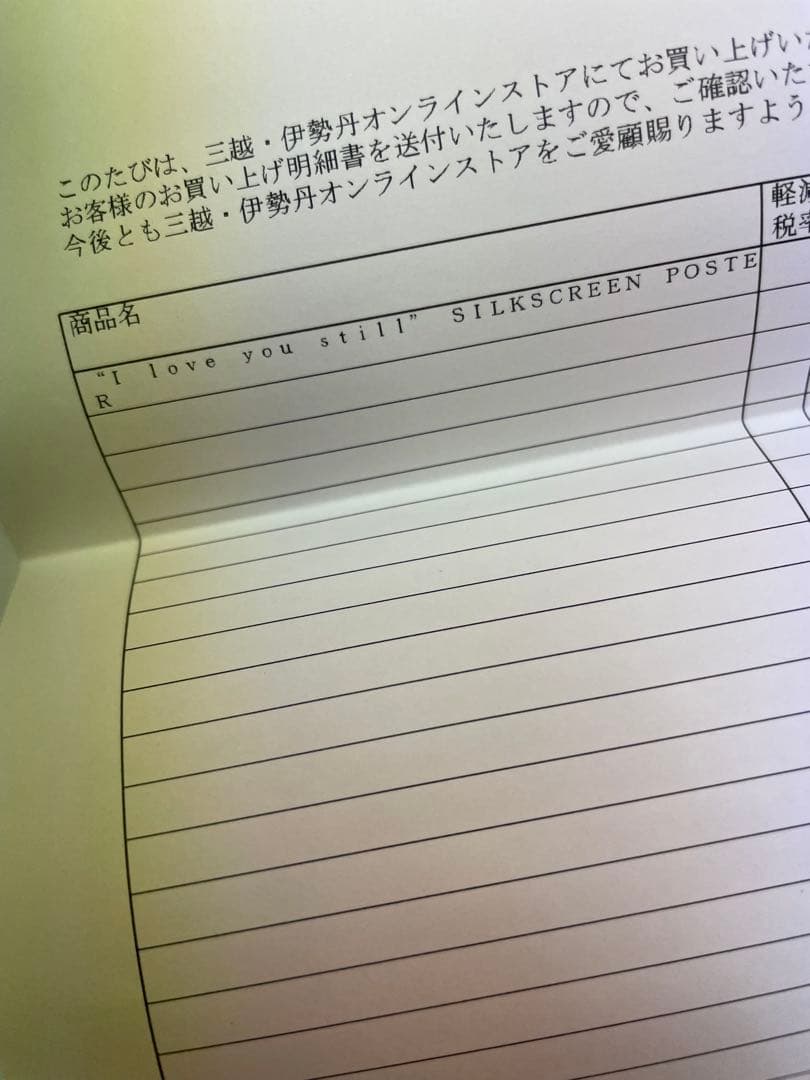 このたびは、三越・伊勢丹オンラインストアにてお買い上げいた
お客様のお買い上げ明細書を送付いたしますので、ご確認いた
今後とも三越・伊勢丹オンラインストアをご愛顧賜りますよう
商品名
軽減
税率
“I love you still” SILKSCREEN POSTE
R